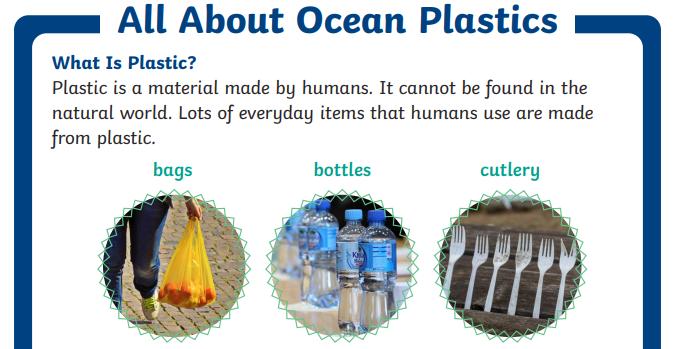 All About Ocean Plastics
What Is Plastic?
Plastic is a material made by humans. It cannot be found in the
natural world. Lots of everyday items that humans use are made
from plastic.
bags
bottles
cutlery